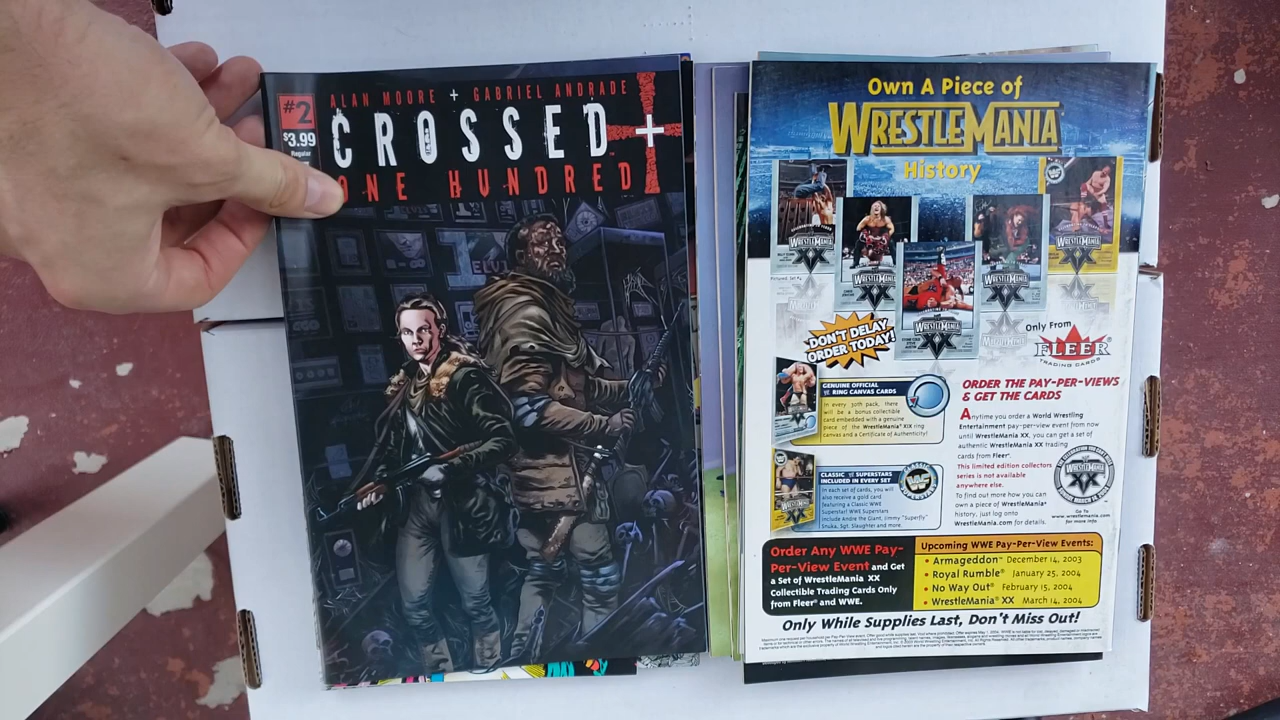 ALAN MOORE + GABRIEL ANDRADE
#2
$3.99
Regular
CROSSED+
ONE HUNDRED
Own A Piece of
WRESTLEMANIA
History
DON'T DELAY
ORDER TODAY!
Only From
FLEER
TRADING CARDS
GENUINE OFFICIAL
RING CANVAS CARDS
In every 30th pack, there
will be a bonus collectible
card embedded with a genuine
piece of the WrestleMania® XIX ring
canvas and a Certificate of Authenticity!
CLASSIC SUPERSTARS
INCLUDED IN EVERY SET
In each set of cards, you will
also receive a gold card
featuring a Classic WWE
Superstar! WWE Superstars
include Andre the Giant, Jimmy "Superfly"
Snuka, Sgt. Slaughter and more.
ORDER THE PAY-PER-VIEWS
& GET THE CARDS
Anytime you order a World Wrestling
Entertainment pay-per-view event from now
until WrestleMania XX, you can get a set of
authentic WrestleMania XX trading
cards from Fleer.
This limited edition collectors
series is not available
anywhere else.
To find out more how you can
own a piece of WrestleMania®
history, just log onto
WrestleMania.com for details.
Go to
www.wrestlemania.com
for more info
Order Any WWE Pay-
Per-View Event and Get
a Set of WrestleMania XX
Collectible Trading Cards Only
from Fleer® and WWE.
Upcoming WWE Pay-Per-View Events:
• Armageddon™ December 14, 2003
• Royal Rumble® January 25, 2004
• No Way Out® February 15, 2004
• WrestleMania® XX March 14, 2004
Only While Supplies Last, Don't Miss Out!